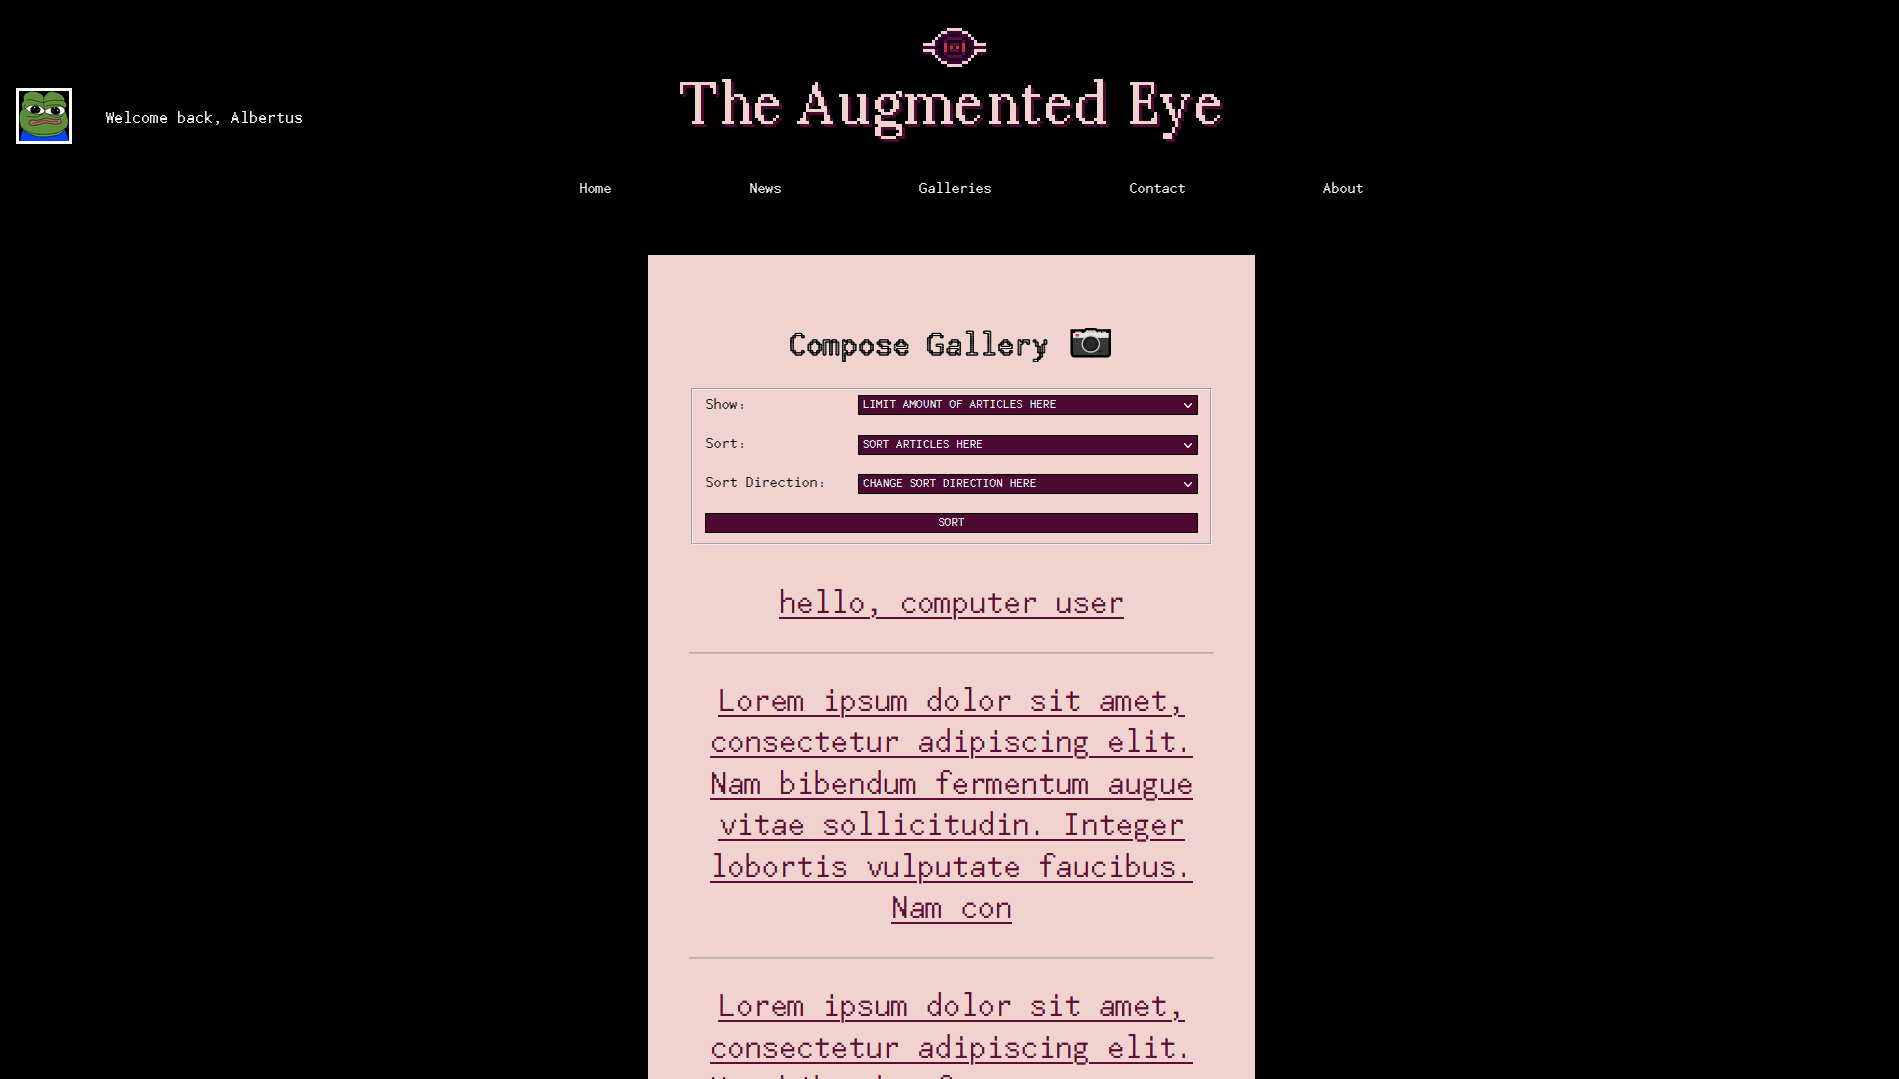 The Augmented Eye
Welcome back, Albertus
Home News Galleries Contact About
Compose Gallery
Show: LIMIT AMOUNT OF ARTICLES HERE
Sort: SORT ARTICLES HERE
Sort Direction: CHANGE SORT DIRECTION HERE
SORT
hello, computer user
Lorem ipsum dolor sit amet,
consectetur adipiscing elit.
Nam bibendum fermentum augue
vitae sollicitudin. Integer
lobortis vulputate faucibus.
Nam con
Lorem ipsum dolor sit amet,
consectetur adipiscing elit.